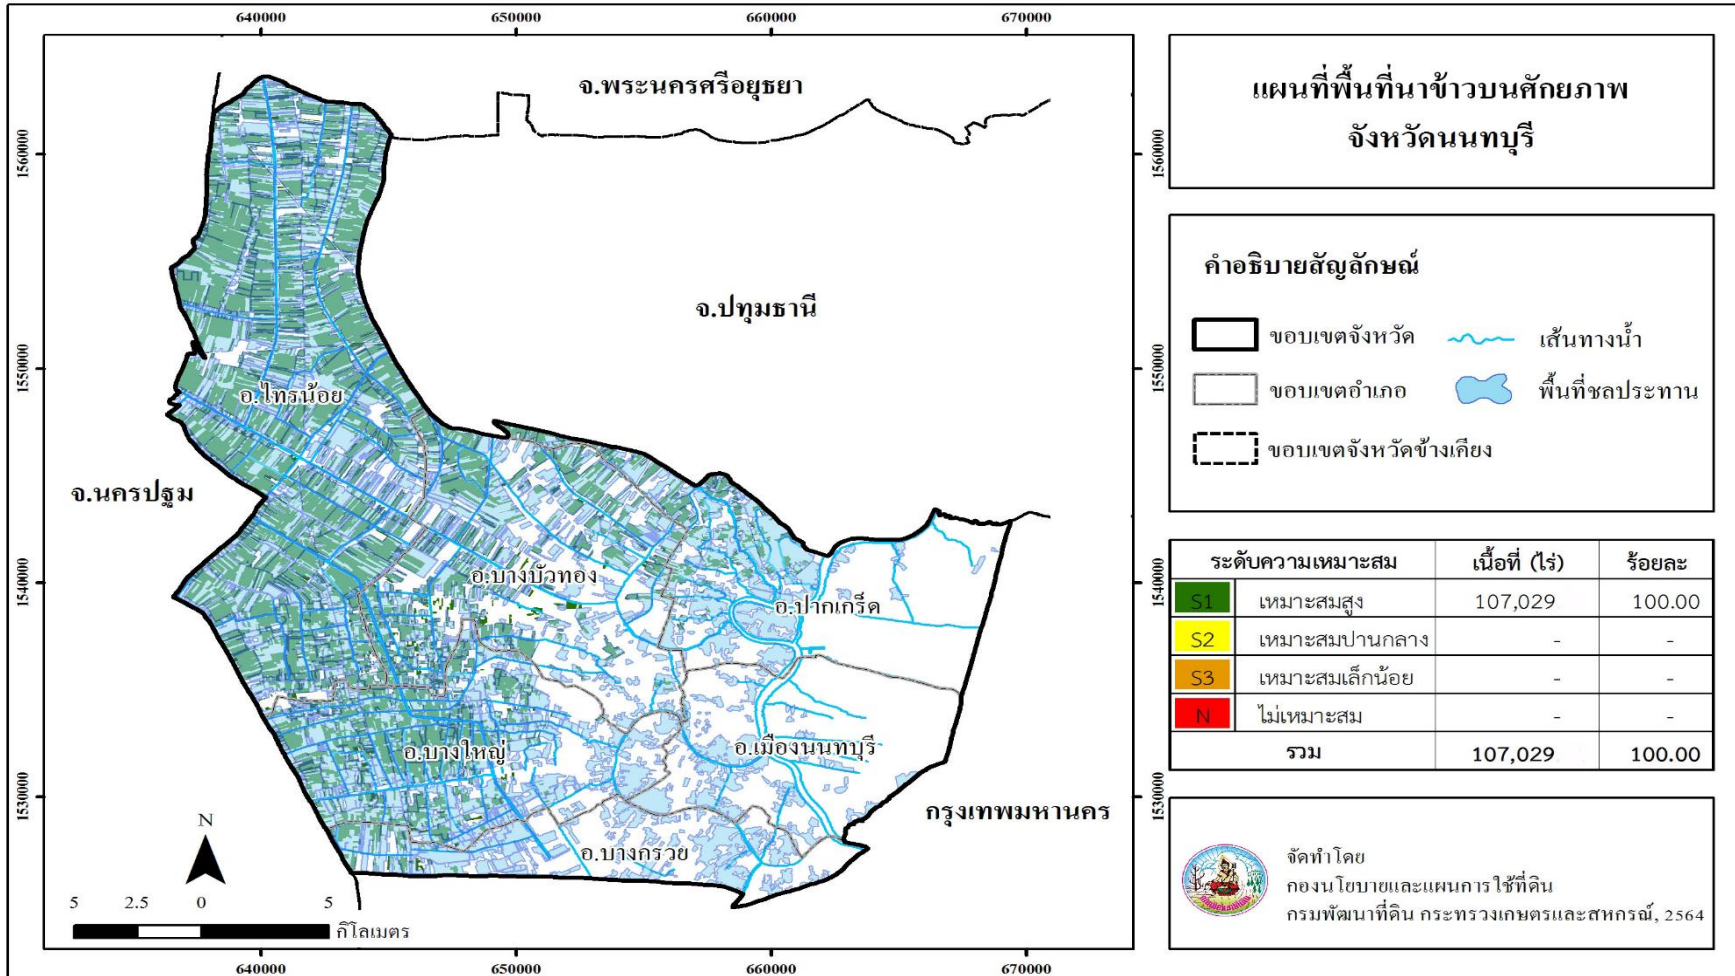 640000
650000
660000
670000
1560000
1550000
1540000
1530000
จ.พระนครศรีอยุธยา
จ.ปทุมธานี
อ.ไทรน้อย
จ.นครปฐม
อ.บางบัวทอง
อ.ปากเกร็ด
อ.บางใหญ่
อ.เมืองนนทบุรี
กรุงเทพมหานคร
อ.บางกรวย
N
5 2.5 0 5
กิโลเมตร
1560000
1550000
1540000
1530000
640000
650000
660000
670000
แผนที่พื้นที่นาข้าวบนศักยภาพ
จังหวัดนนทบุรี
คำอธิบายสัญลักษณ์
ขอบเขตจังหวัด เส้นทางน้ำ
ขอบเขตอำเภอ พื้นที่ชลประทาน
ขอบเขตจังหวัดข้างเคียง
ระดับความเหมาะสม เนื้อที่ (ไร่) ร้อยละ
S1 เหมาะสมสูง 107,029 100.00
S2 เหมาะสมปานกลาง - -
S3 เหมาะสมเล็กน้อย - -
N ไม่เหมาะสม - -
รวม 107,029 100.00
จัดทำโดย
กองนโยบายและแผนการใช้ที่ดิน
กรมพัฒนาที่ดิน กระทรวงเกษตรและสหกรณ์, 2564